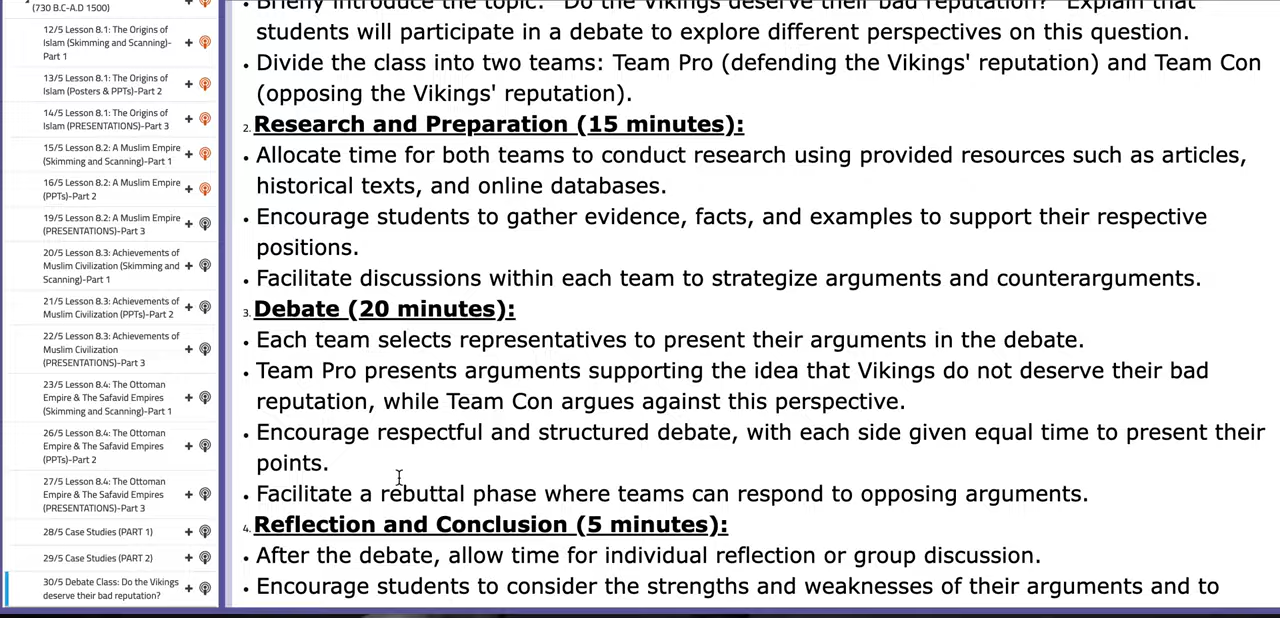 (730 B.C-A.D 1500)
12/5 Lesson 8.1: The Origins of
Islam (Skimming and Scanning)-
Part 1
13/5 Lesson 8.1: The Origins of
Islam (Posters & PPTs)-Part 2
14/5 Lesson 8.1: The Origins of
Islam (PRESENTATIONS)-Part 3
15/5 Lesson 8.2: A Muslim Empire
(Skimming and Scanning)-Part 1
16/5 Lesson 8.2: A Muslim Empire
(PPTs)-Part 2
19/5 Lesson 8.2: A Muslim Empire
(PRESENTATIONS)-Part 3
20/5 Lesson 8.3: Achievements of
Muslim Civilization (Skimming and
Scanning)-Part 1
21/5 Lesson 8.3: Achievements of
Muslim Civilization (PPTs)-Part 2
22/5 Lesson 8.3: Achievements of
Muslim Civilization
(PRESENTATIONS)-Part 3
23/5 Lesson 8.4: The Ottoman
Empire & The Safavid Empires
(Skimming and Scanning)-Part 1
26/5 Lesson 8.4: The Ottoman
Empire & The Safavid Empires
(PPTs)-Part 2
27/5 Lesson 8.4: The Ottoman
Empire & The Safavid Empires
(PRESENTATIONS)-Part 3
28/5 Case Studies (PART 1)
29/5 Case Studies (PART 2)
30/5 Debate Class: Do the Vikings
deserve their bad reputation?
• Briefly introduce the topic: "Do the Vikings deserve their bad reputation?" Explain that
students will participate in a debate to explore different perspectives on this question.
• Divide the class into two teams: Team Pro (defending the Vikings' reputation) and Team Con
(opposing the Vikings' reputation).
2. Research and Preparation (15 minutes):
• Allocate time for both teams to conduct research using provided resources such as articles,
historical texts, and online databases.
• Encourage students to gather evidence, facts, and examples to support their respective
positions.
• Facilitate discussions within each team to strategize arguments and counterarguments.
3. Debate (20 minutes):
• Each team selects representatives to present their arguments in the debate.
• Team Pro presents arguments supporting the idea that Vikings do not deserve their bad
reputation, while Team Con argues against this perspective.
• Encourage respectful and structured debate, with each side given equal time to present their
points.
• Facilitate a rebuttal phase where teams can respond to opposing arguments.
4. Reflection and Conclusion (5 minutes):
• After the debate, allow time for individual reflection or group discussion.
• Encourage students to consider the strengths and weaknesses of their arguments and to